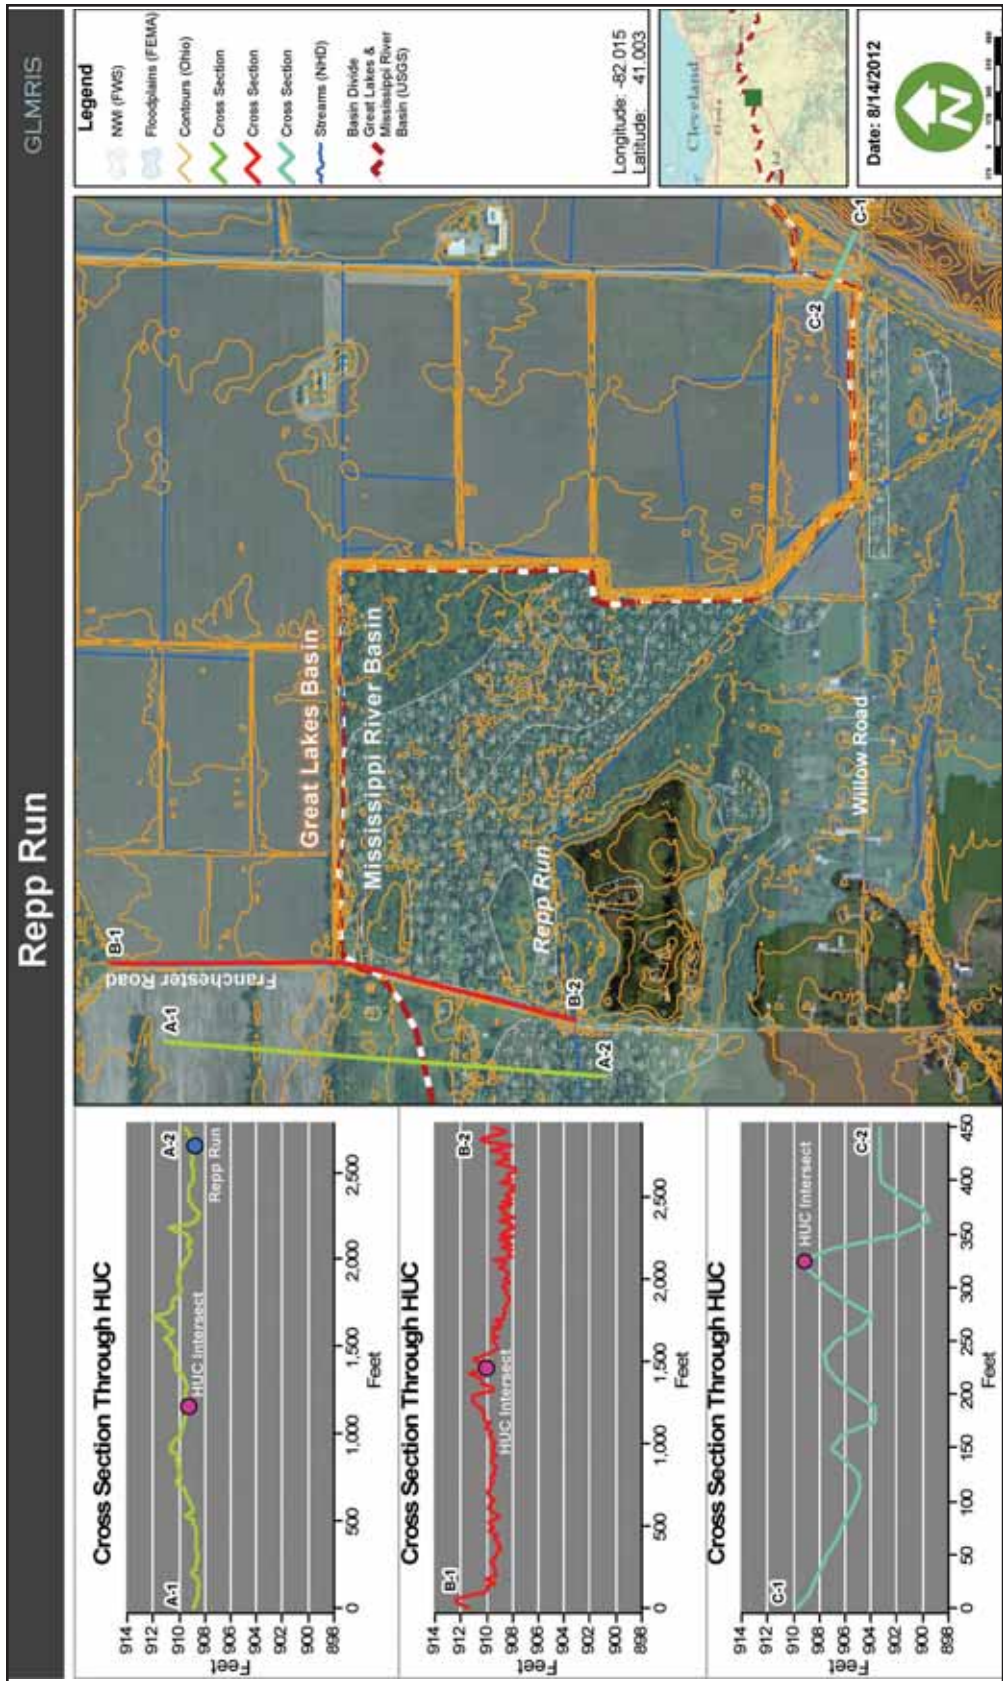 Repp Run
GLMRIS
Cross Section Through HUC
914
912
910
908
906
904
902
900
898
Feet
A-1
HUC Intersect
A-2
Repp Run
0
500
1,000
1,500
2,000
2,500
Feet
Cross Section Through HUC
914
912
910
908
906
904
902
900
898
Feet
B-1
HUC Intersect
B-2
0
500
1,000
1,500
2,000
2,500
Feet
Cross Section Through HUC
914
912
910
908
906
904
902
900
898
Feet
C-1
HUC Intersect
C-2
0
50
100
150
200
250
300
350
400
450
Feet
B-1
Franchester Road
A-1
Great Lakes Basin
Mississippi River Basin
Repp Run
B-2
A-2
Willow Road
C-2
C-1
Legend
NWI (FWS)
Floodplains (FEMA)
Contours (Ohio)
Cross Section
Cross Section
Cross Section
Streams (NHD)
Basin Divide
Great Lakes &
Mississippi River
Basin (USGS)
Longitude: -82.015
Latitude: 41.003
Cleveland
Date: 8/14/2012
N